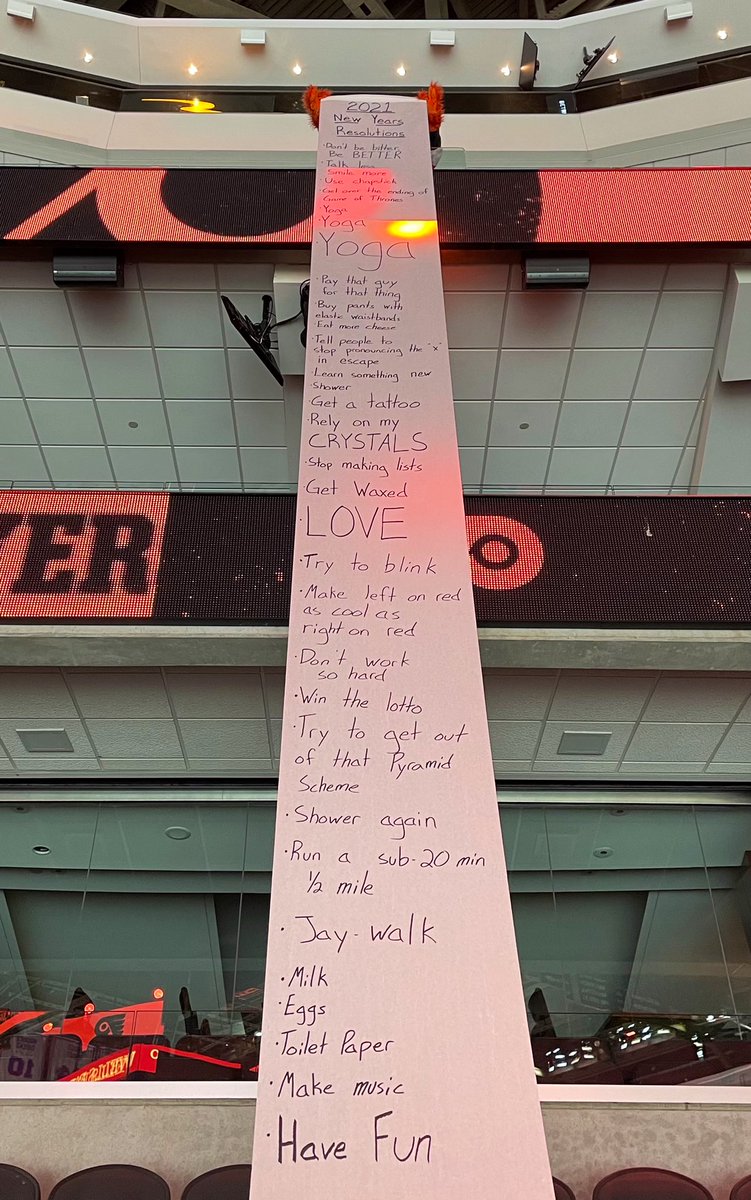 2021
New Years
Resolutions
·Don't be bitter
Be BETTER
·Talk less
·Smile more
·Use chapstick
·Get over the ending of
Game of Thrones
Yoga
·Yoga
·Yoga
·Pay that guy
for that thing
·Buy pants with
elastic waistbands
·Eat more cheese
·Tell people to
stop pronouncing the "x"
in escape
·Learn something new
·Shower
·Get a tattoo
·Rely on my
CRYSTALS
·Stop making lists
·Get Waxed
·LOVE
YER
·Try to blink
·Make left on red
as cool as
right on red
·Don't work
so hard
·Win the lotto
·Try to get out
of that Pyramid
Scheme
·Shower again
·Run a sub-20 min
1/2 mile
·Jay-walk
·Milk
·Eggs
·Toilet Paper
·Make music
·Have Fun
10